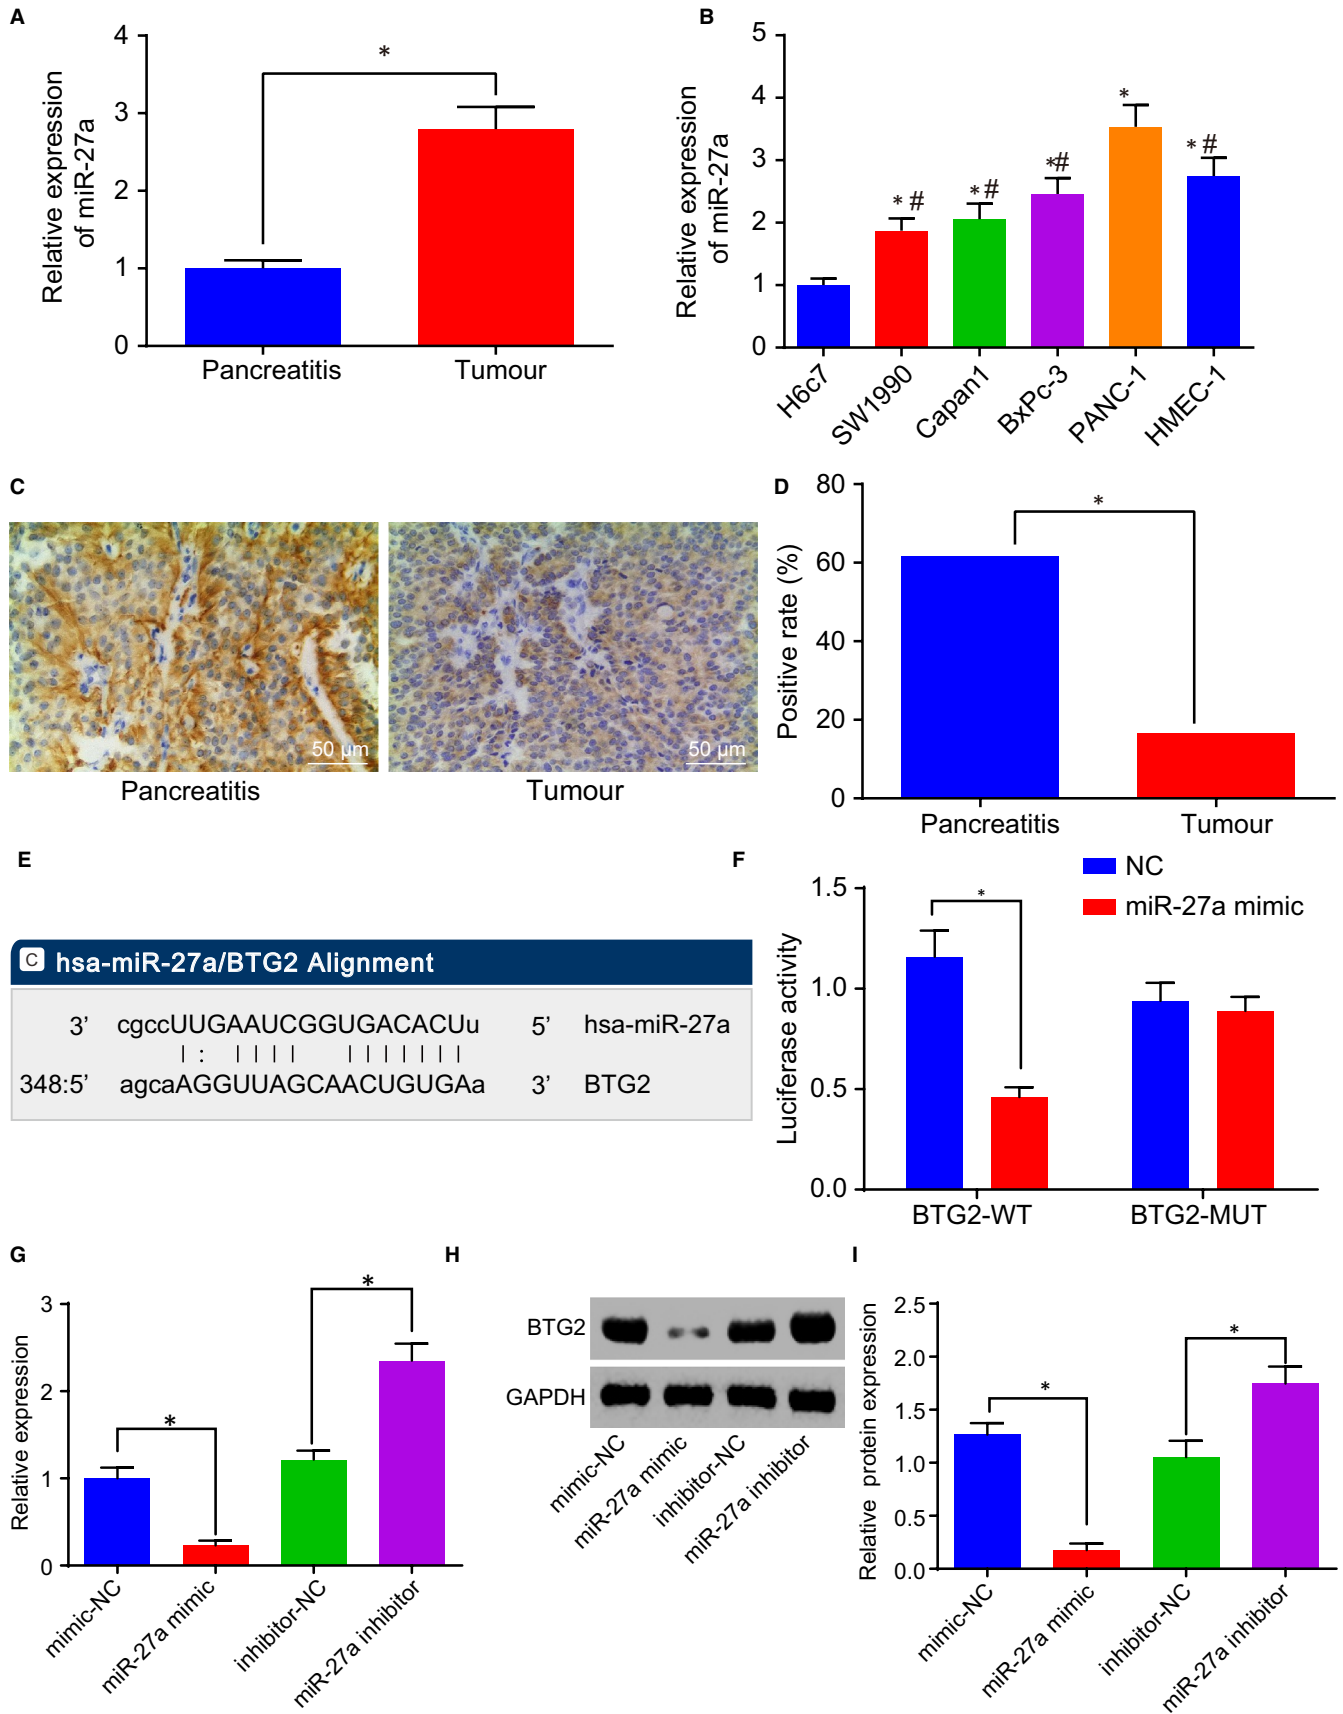 A
4
3
2
1
0
Relative expression
of miR-27a
*
Pancreatitis
Tumour
B
5
4
3
2
1
0
Relative expression
of miR-27a
*#
*#
*#
*
*#
H6c7
SW1990
Capan1
BxPc-3
PANC-1
HMEC-1
C
50 μm
50 μm
Pancreatitis
Tumour
D
80
60
40
20
0
Positive rate (%)
*
Pancreatitis
Tumour
E
C hsa-miR-27a/BTG2 Alignment
3’ cgccUUGAAUCGGUGACACUu 5’ hsa-miR-27a
| : | | | | | | | | | | |
348:5’ agcaAGGUUAGCAACUGUGAa 3’ BTG2
F
NC
miR-27a mimic
1.5
1.0
0.5
0.0
Luciferase activity
*
BTG2-WT
BTG2-MUT
G
3
2
1
0
Relative expression
*
*
mimic-NC
miR-27a mimic
inhibitor-NC
miR-27a inhibitor
H
BTG2
GAPDH
mimic-NC
miR-27a mimic
inhibitor-NC
miR-27a inhibitor
I
2.5
2.0
1.5
1.0
0.5
0.0
Relative protein expression
*
*
mimic-NC
miR-27a mimic
inhibitor-NC
miR-27a inhibitor